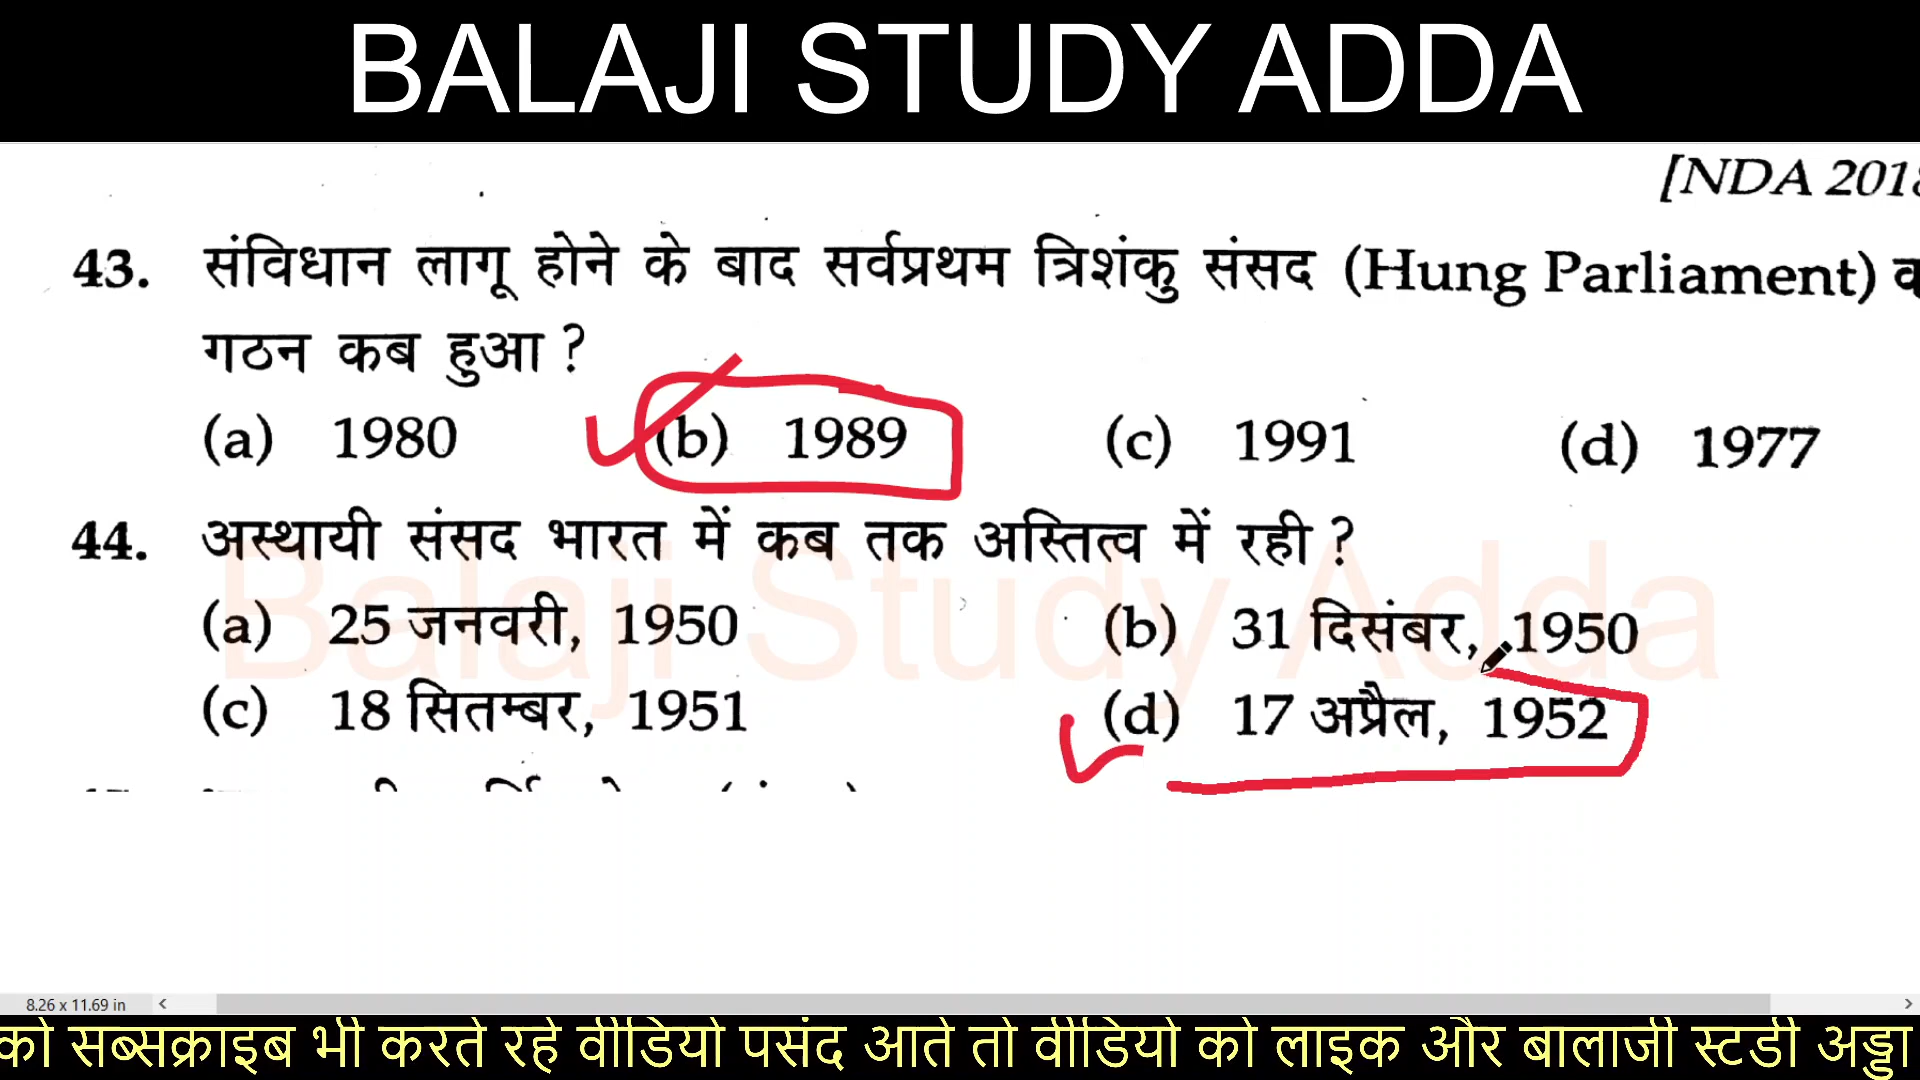 BALAJI STUDY ADDA
[NDA 2018
43. संविधान लागू होने के बाद सर्वप्रथम त्रिशंकु संसद (Hung Parliament)
गठन कब हुआ ?
(a) 1980 (b) 1989 (c) 1991 (d) 1977
44. अस्थायी संसद भारत में कब तक अस्तित्व में रही ?
Balaji Study Adda
(a) 25 जनवरी, 1950 (b) 31 दिसंबर, 1950
(c) 18 सितम्बर, 1951 (d) 17 अप्रैल, 1952
8.26 x 11.69 in
को सब्सक्राइब भी करते रहे वीडियो पसंद आते तो वीडियो को लाइक और बालाजी स्टडी अड्डा